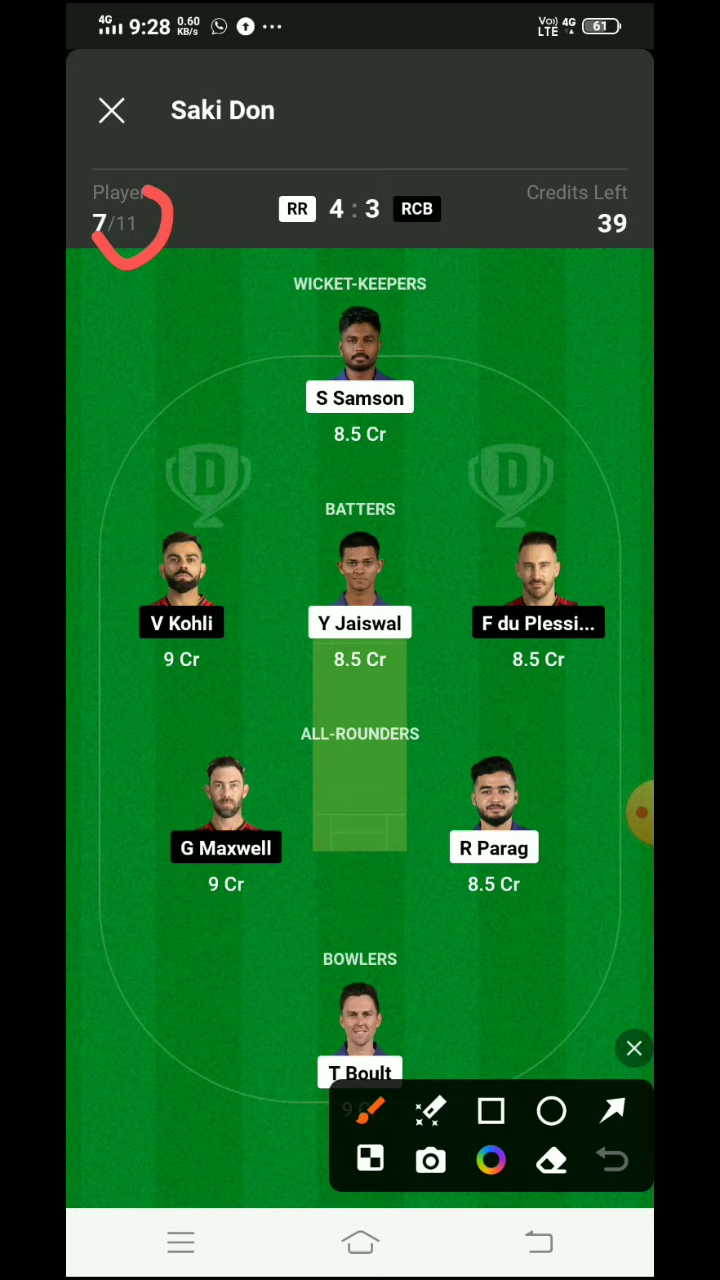 4G 9:28 0.60 KB/s ••• Vo) LTE 4G 61
Saki Don
Player
Credits Left
7/11
RR 4 : 3 RCB
39
WICKET-KEEPERS
S Samson
8.5 Cr
BATTERS
V Kohli Y Jaiswal F du Plessi...
9 Cr 8.5 Cr 8.5 Cr
ALL-ROUNDERS
G Maxwell R Parag
9 Cr 8.5 Cr
BOWLERS
T Boult